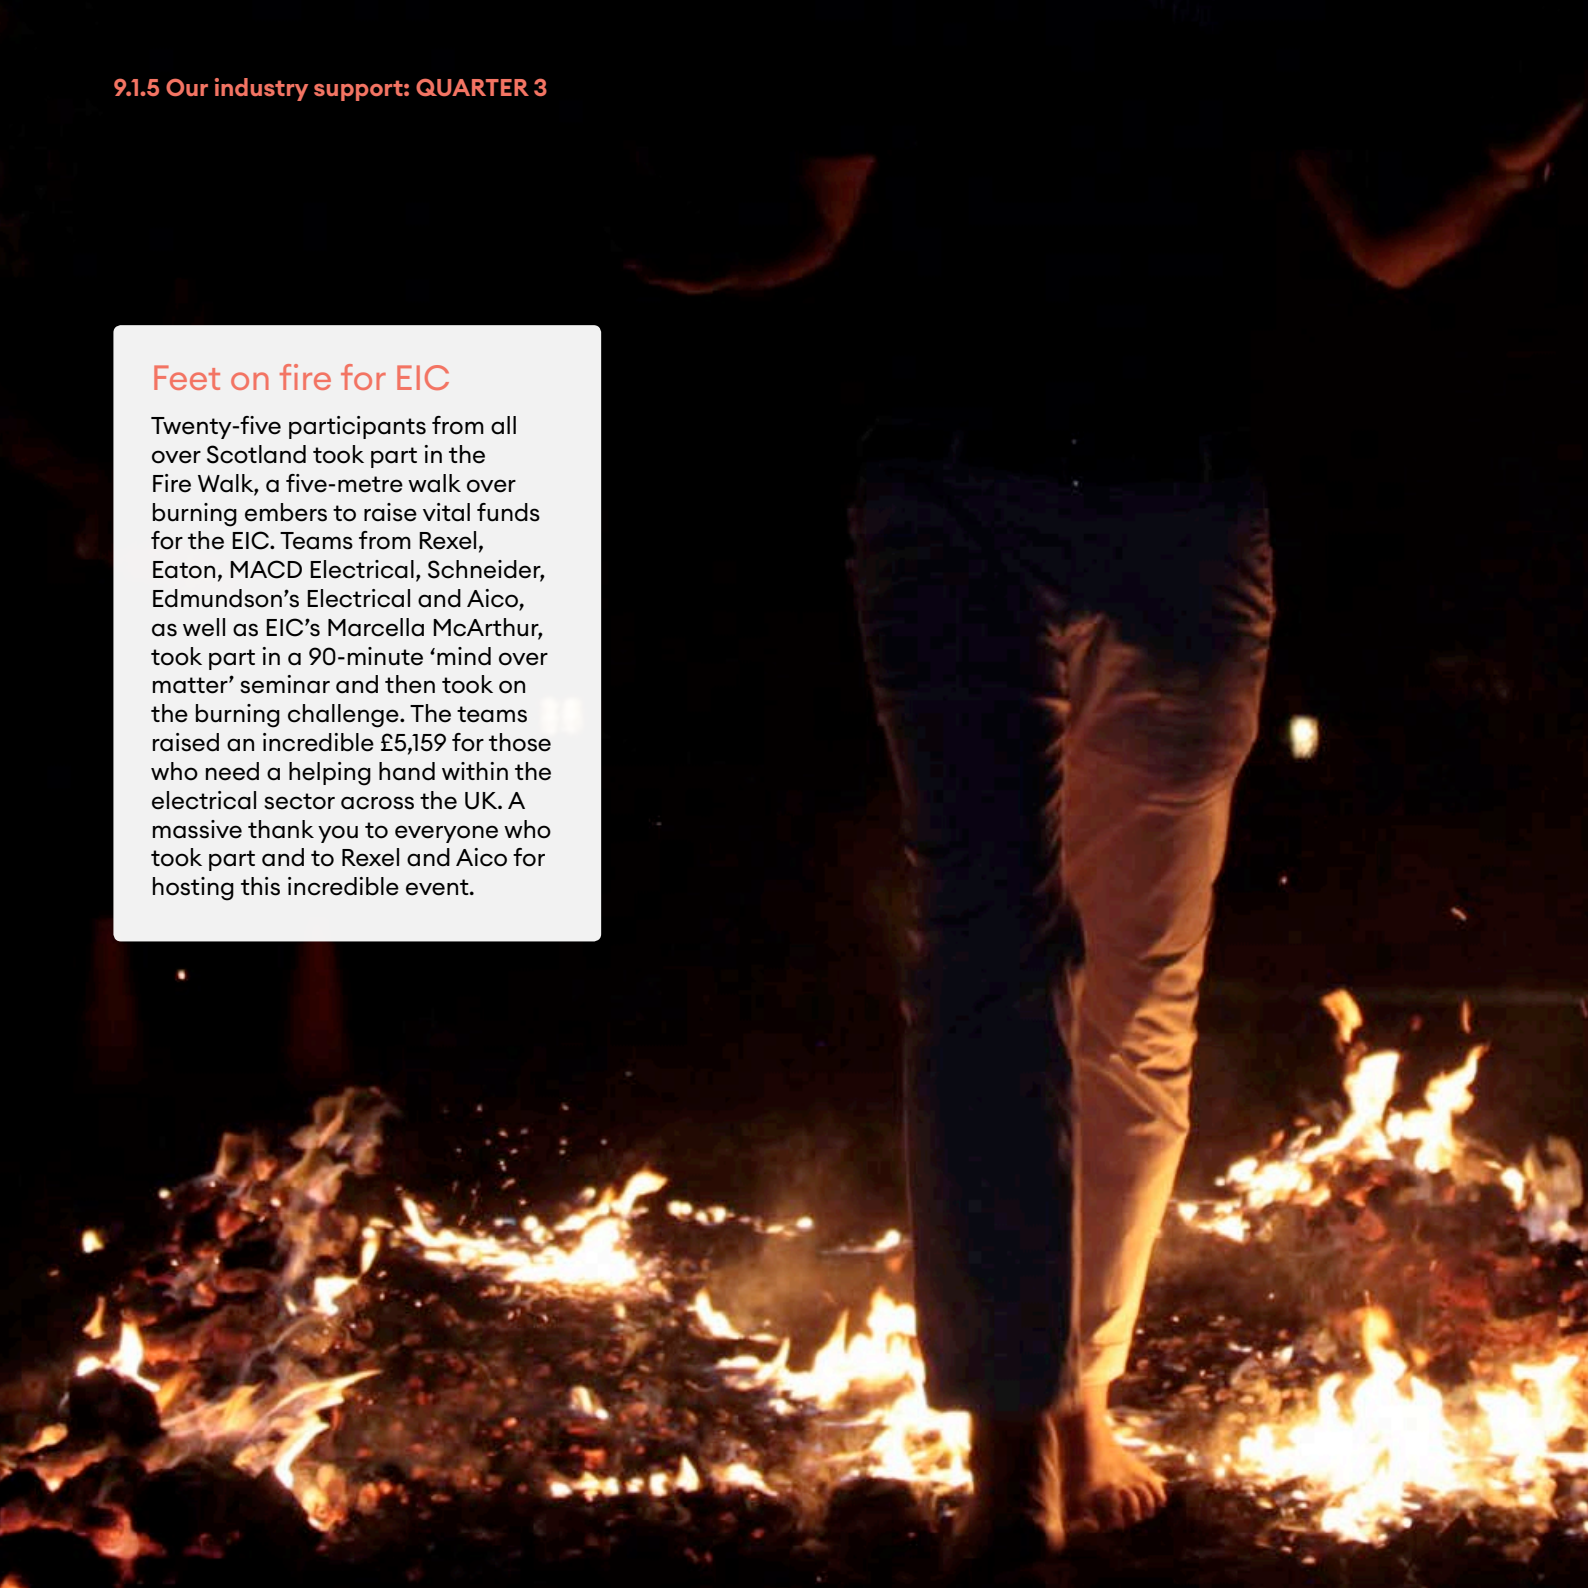 9.1.5 Our industry support: QUARTER 3
Feet on fire for EIC
Twenty-five participants from all
over Scotland took part in the
Fire Walk, a five-metre walk over
burning embers to raise vital funds
for the EIC. Teams from Rexel,
Eaton, MACD Electrical, Schneider,
Edmundson’s Electrical and Aico,
as well as EIC’s Marcella McArthur,
took part in a 90-minute ‘mind over
matter’ seminar and then took on
the burning challenge. The teams
raised an incredible £5,159 for those
who need a helping hand within the
electrical sector across the UK. A
massive thank you to everyone who
took part and to Rexel and Aico for
hosting this incredible event.